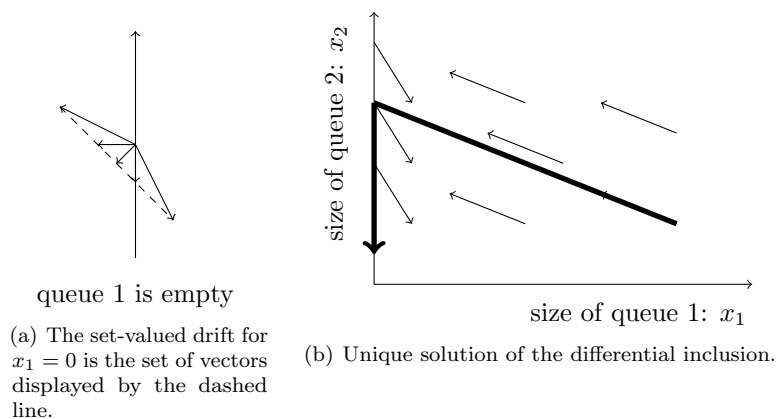 queue 1 is empty
(a) The set-valued drift for
x₁ = 0 is the set of vectors
displayed by the dashed
line.
size of queue 2: x₂
size of queue 1: x₁
(b) Unique solution of the differential inclusion.